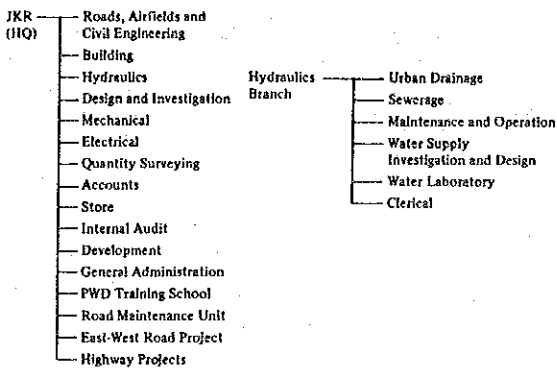 JKR
(HQ)
Roads, Airfields and
Civil Engineering
Building
Hydraulics
Design and Investigation
Mechanical
Electrical
Quantity Surveying
Accounts
Store
Internal Audit
Development
General Administration
PWD Training School
Road Maintenance Unit
East-West Road Project
Highway Projects
Hydraulics
Branch
Urban Drainage
Sewerage
Maintenance and Operation
Water Supply
Investigation and Design
Water Laboratory
Clerical